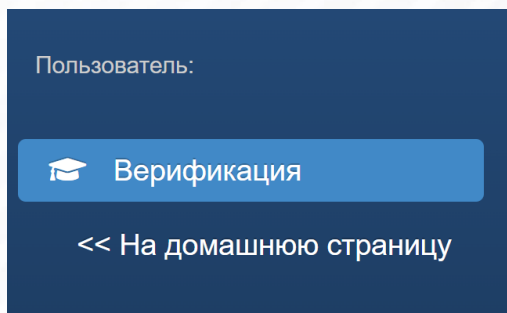 Пользователь:
Верификация
<< На домашнюю страницу